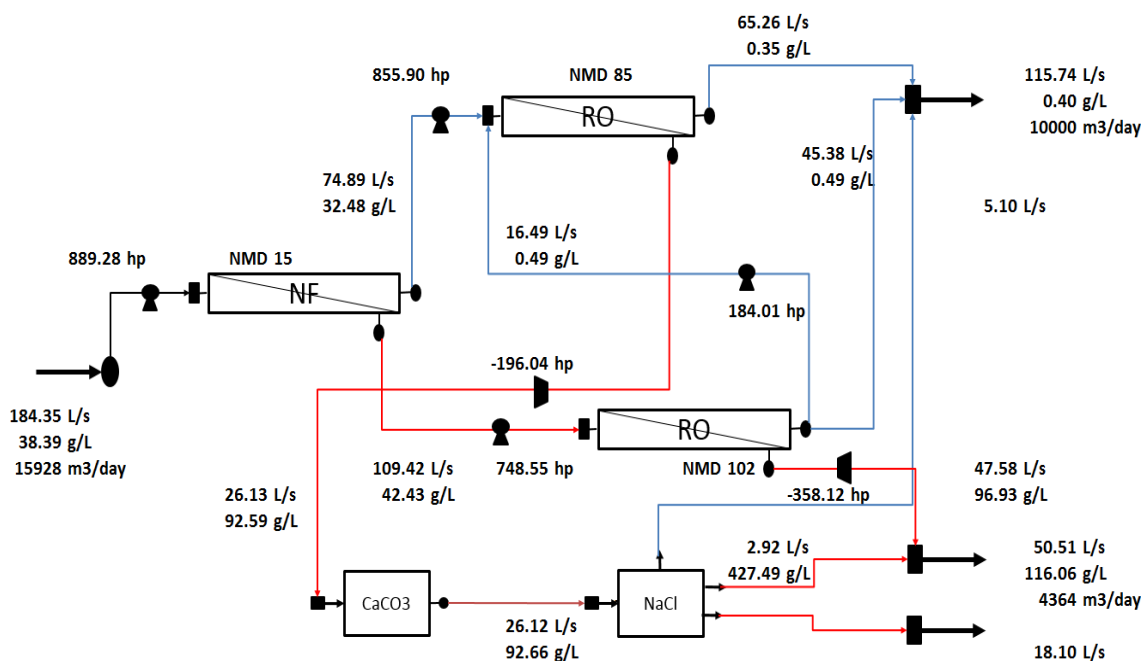 65.26 L/s
0.35 g/L
855.90 hp
NMD 85
RO
115.74 L/s
0.40 g/L
10000 m3/day
45.38 L/s
0.49 g/L
74.89 L/s
32.48 g/L
5.10 L/s
16.49 L/s
0.49 g/L
889.28 hp
NMD 15
NF
184.01 hp
-196.04 hp
184.35 L/s
38.39 g/L
15928 m3/day
RO
109.42 L/s
42.43 g/L
748.55 hp
NMD 102
-358.12 hp
47.58 L/s
96.93 g/L
26.13 L/s
92.59 g/L
2.92 L/s
427.49 g/L
50.51 L/s
116.06 g/L
4364 m3/day
CaCO3
NaCl
26.12 L/s
92.66 g/L
18.10 L/s